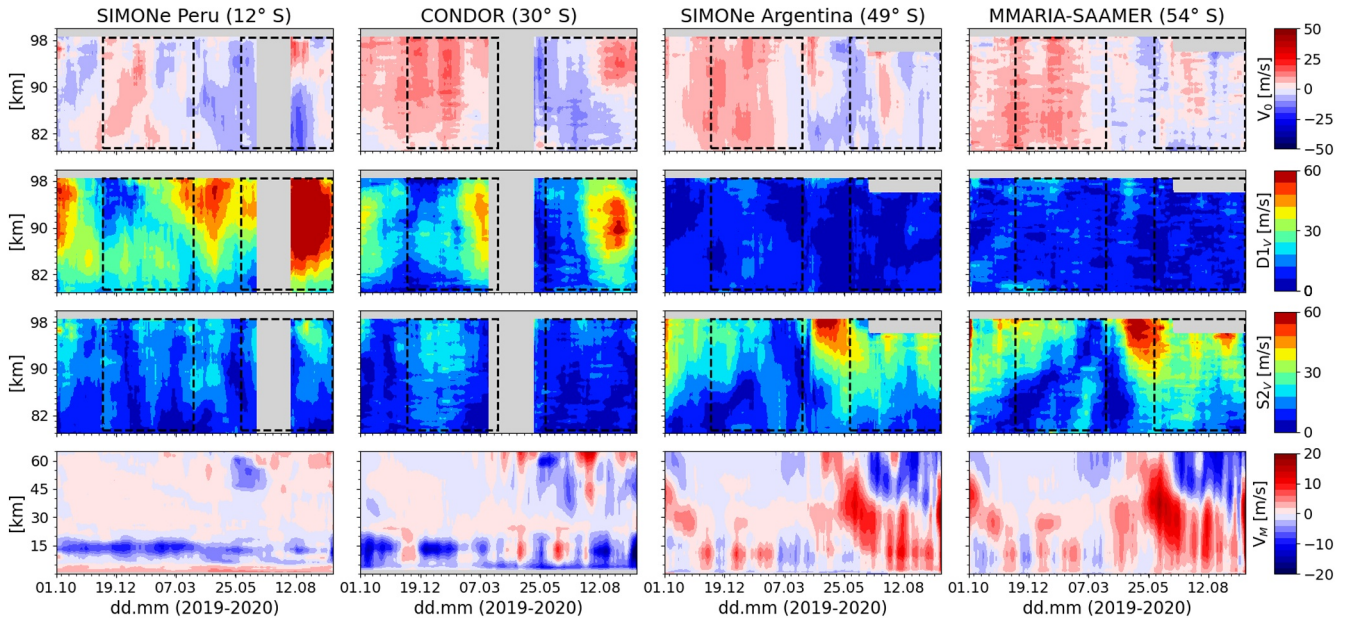 SIMONe Peru (12° S) CONDOR (30° S) SIMONe Argentina (49° S) MMARIA-SAAMER (54° S)
98
90
82
[km]
50
25
0
−25
−50
V₀ [m/s]
98
90
82
[km]
60
30
0
D1ᵥ [m/s]
98
90
82
[km]
60
30
0
S2ᵥ [m/s]
60
45
30
15
[km]
20
10
0
−10
−20
V_M [m/s]
01.10 19.12 07.03 25.05 12.08 01.10 19.12 07.03 25.05 12.08 01.10 19.12 07.03 25.05 12.08 01.10 19.12 07.03 25.05 12.08
dd.mm (2019-2020) dd.mm (2019-2020) dd.mm (2019-2020) dd.mm (2019-2020)